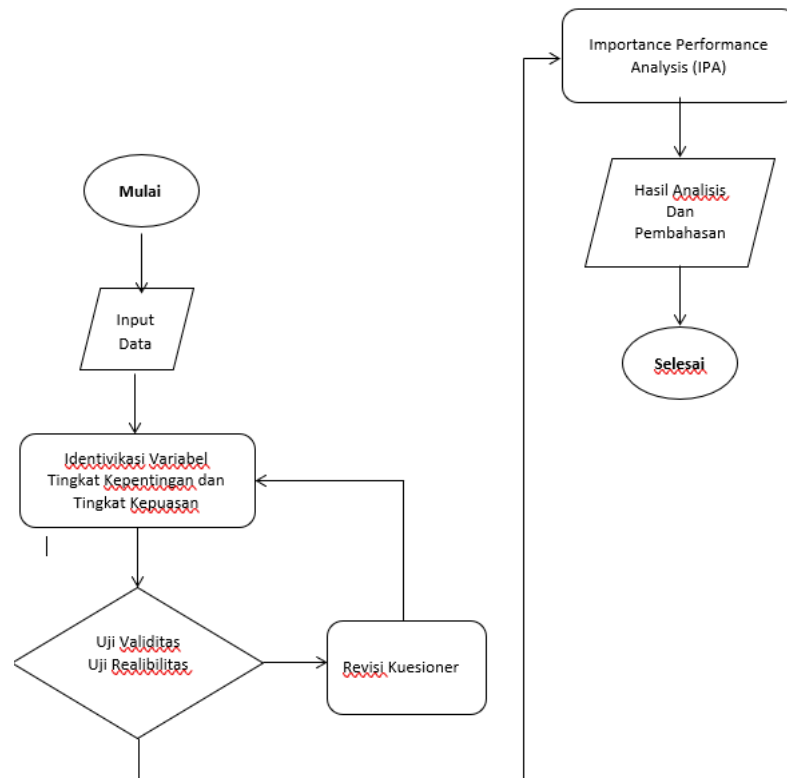 Mulai
Input
Data
Identivikasi Variabel
Tingkat Kepentingan dan
Tingkat Kepuasan
Uji Validitas
Uji Realibilitas
Revisi Kuesioner
Importance Performance
Analysis (IPA)
Hasil Analisis
Dan
Pembahasan
Selesai